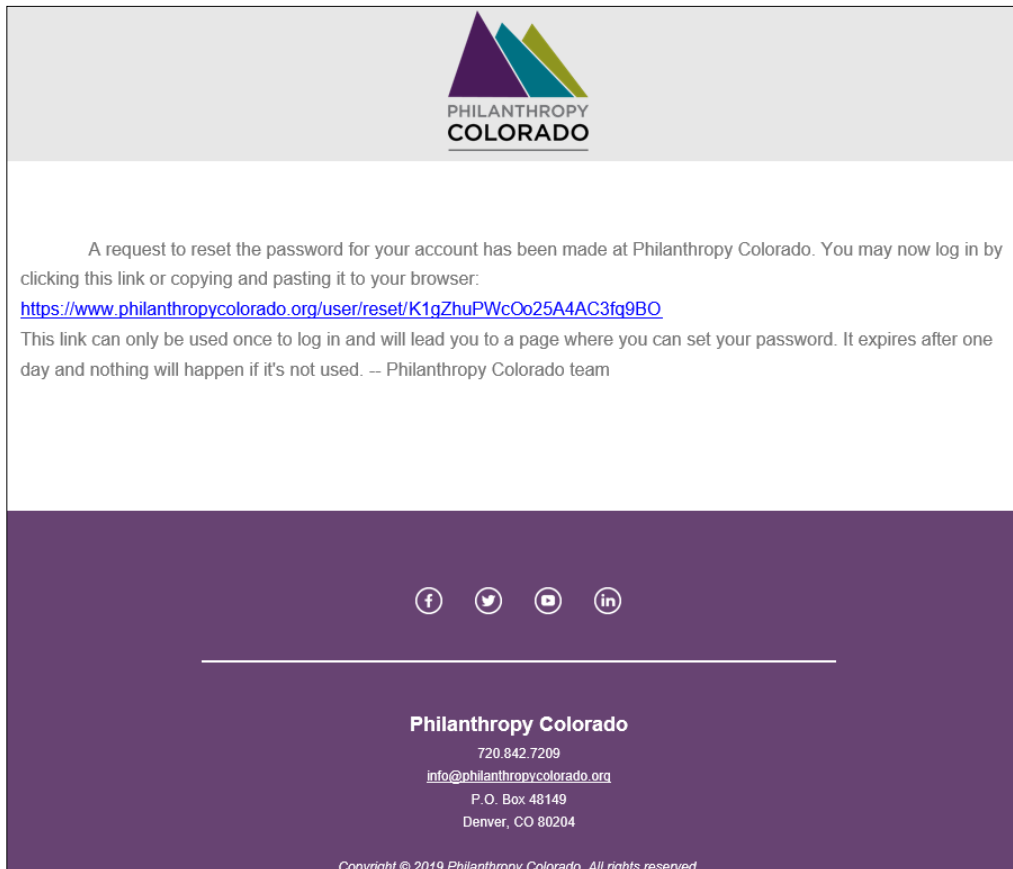 PHILANTHROPY
COLORADO
A request to reset the password for your account has been made at Philanthropy Colorado. You may now log in by
clicking this link or copying and pasting it to your browser:
https://www.philanthropycolorado.org/user/reset/K1gZhuPWcOo25A4AC3fq9BO
This link can only be used once to log in and will lead you to a page where you can set your password. It expires after one
day and nothing will happen if it's not used. -- Philanthropy Colorado team
Philanthropy Colorado
720.842.7209
info@philanthropycolorado.org
P.O. Box 48149
Denver, CO 80204
Copyright © 2019 Philanthropy Colorado. All rights reserved.